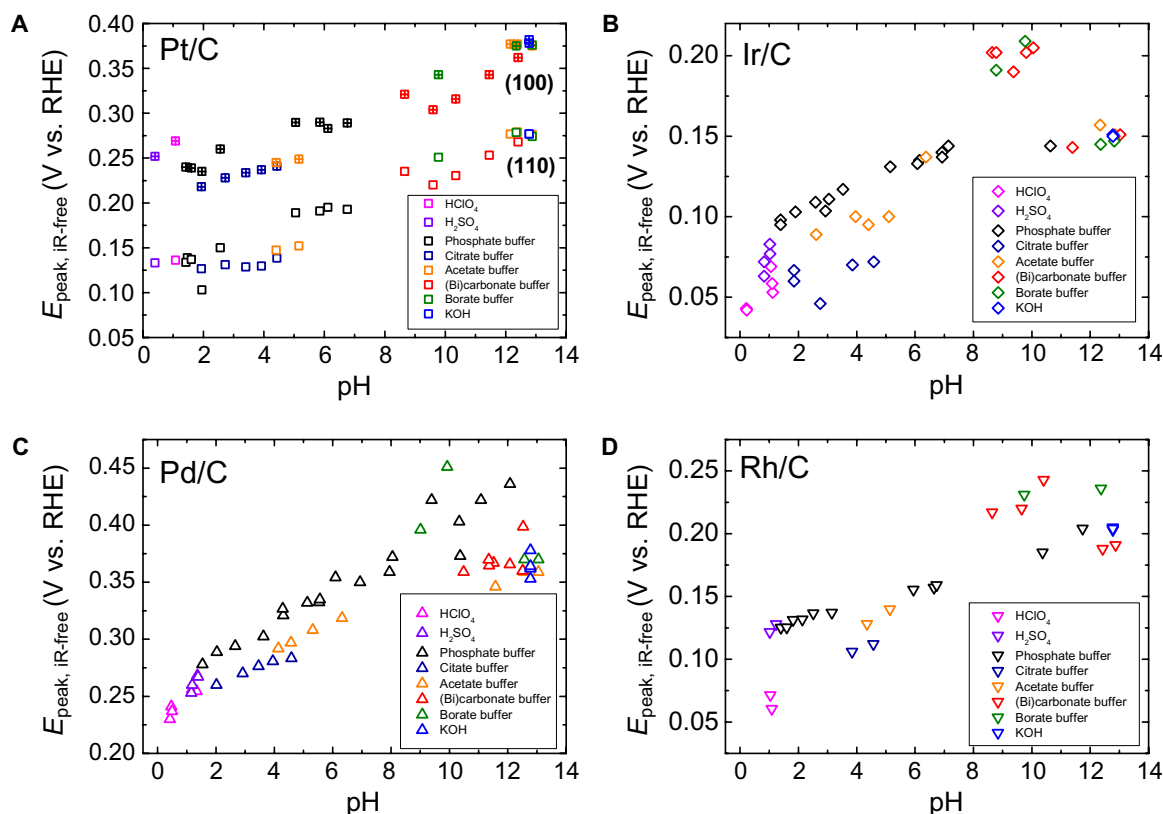 A
Pt/C
E_peak, iR-free (V vs. RHE)
0.40
0.35
0.30
0.25
0.20
0.15
0.10
0.05
(100)
(110)
HClO₄
H₂SO₄
Phosphate buffer
Citrate buffer
Acetate buffer
(Bi)carbonate buffer
Borate buffer
KOH
0 2 4 6 8 10 12 14
pH
B
Ir/C
E_peak, iR-free (V vs. RHE)
0.20
0.15
0.10
0.05
HClO₄
H₂SO₄
Phosphate buffer
Citrate buffer
Acetate buffer
(Bi)carbonate buffer
Borate buffer
KOH
0 2 4 6 8 10 12 14
pH
C
Pd/C
E_peak, iR-free (V vs. RHE)
0.45
0.40
0.35
0.30
0.25
0.20
HClO₄
H₂SO₄
Phosphate buffer
Citrate buffer
Acetate buffer
(Bi)carbonate buffer
Borate buffer
KOH
0 2 4 6 8 10 12 14
pH
D
Rh/C
E_peak, iR-free (V vs. RHE)
0.25
0.20
0.15
0.10
0.05
HClO₄
H₂SO₄
Phosphate buffer
Citrate buffer
Acetate buffer
(Bi)carbonate buffer
Borate buffer
KOH
0 2 4 6 8 10 12 14
pH